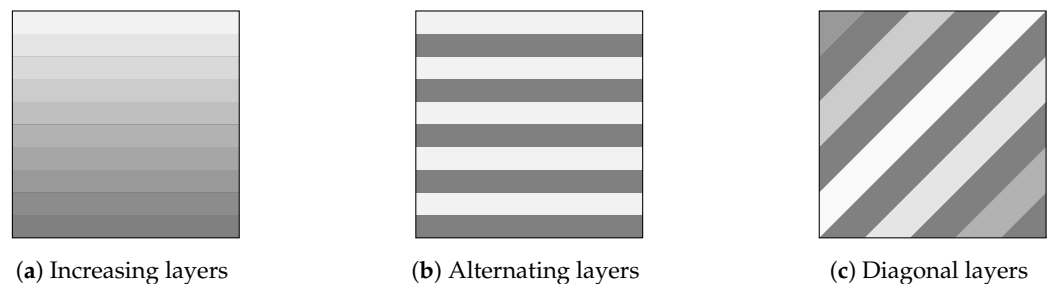 (a) Increasing layers
(b) Alternating layers
(c) Diagonal layers